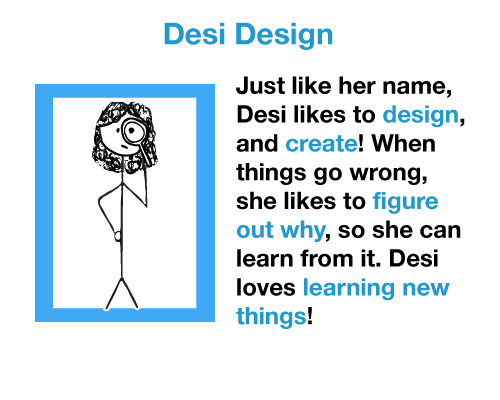 Desi Design
Just like her name,
Desi likes to design,
and create! When
things go wrong,
she likes to figure
out why, so she can
learn from it. Desi
loves learning new
things!